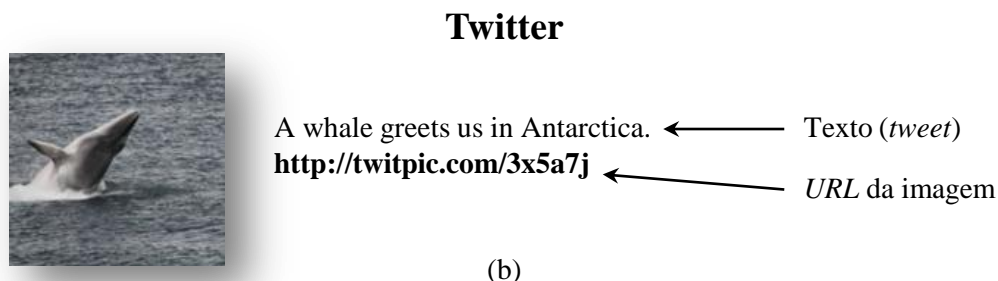 Twitter
A whale greets us in Antarctica.
Texto (tweet)
http://twitpic.com/3x5a7j
URL da imagem
(b)